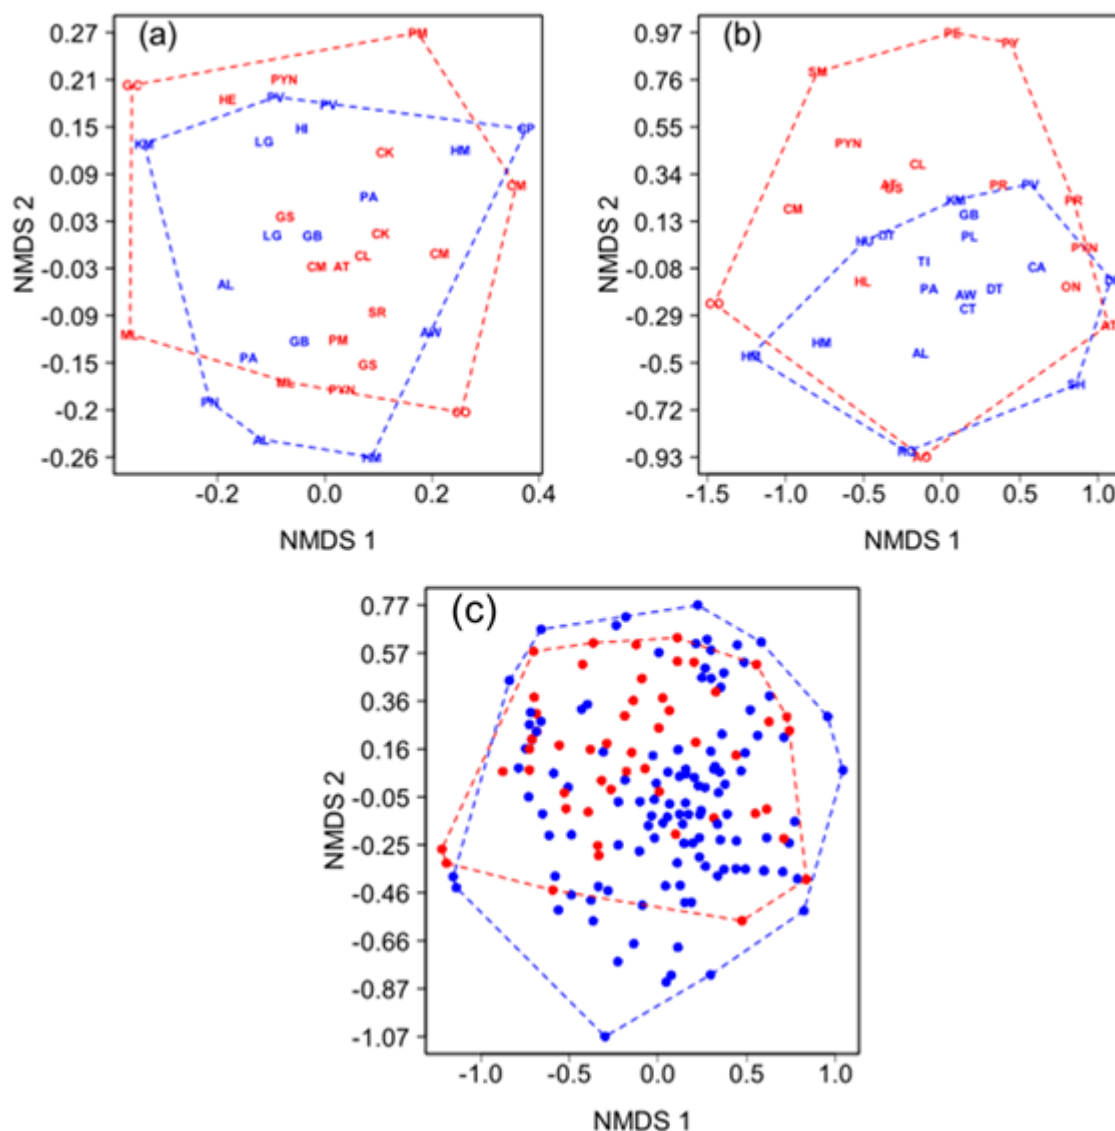 (a)
0.27
0.21
0.15
0.09
0.03
-0.03
-0.09
-0.15
-0.2
-0.26
NMDS 2
-0.2 0.0 0.2 0.4
NMDS 1
PM
GC
PYN
HE
PV
PV
HI
CP
KM
LG
HM
CK
CM
PA
GS
LG
GB
CK
CL
CM
CM
AT
AL
SR
ML
AW
GB
PM
PA
GS
ML
PYN
PN
AL
HM
(b)
0.97
0.76
0.55
0.34
0.13
-0.08
-0.29
-0.5
-0.72
-0.93
NMDS 2
-1.5 -1.0 -0.5 0.0 0.5 1.0
NMDS 1
PE
PY
SM
PYN
CL
AT
PR
PV
KM
PR
CM
GB
DT
PL
PYN
TI
CA
HL
PA
AW
DT
ON
CT
AT
HM
AL
SH
(c)
0.77
0.57
0.36
0.16
-0.05
-0.25
-0.46
-0.66
-0.87
-1.07
NMDS 2
-1.0 -0.5 0.0 0.5 1.0
NMDS 1